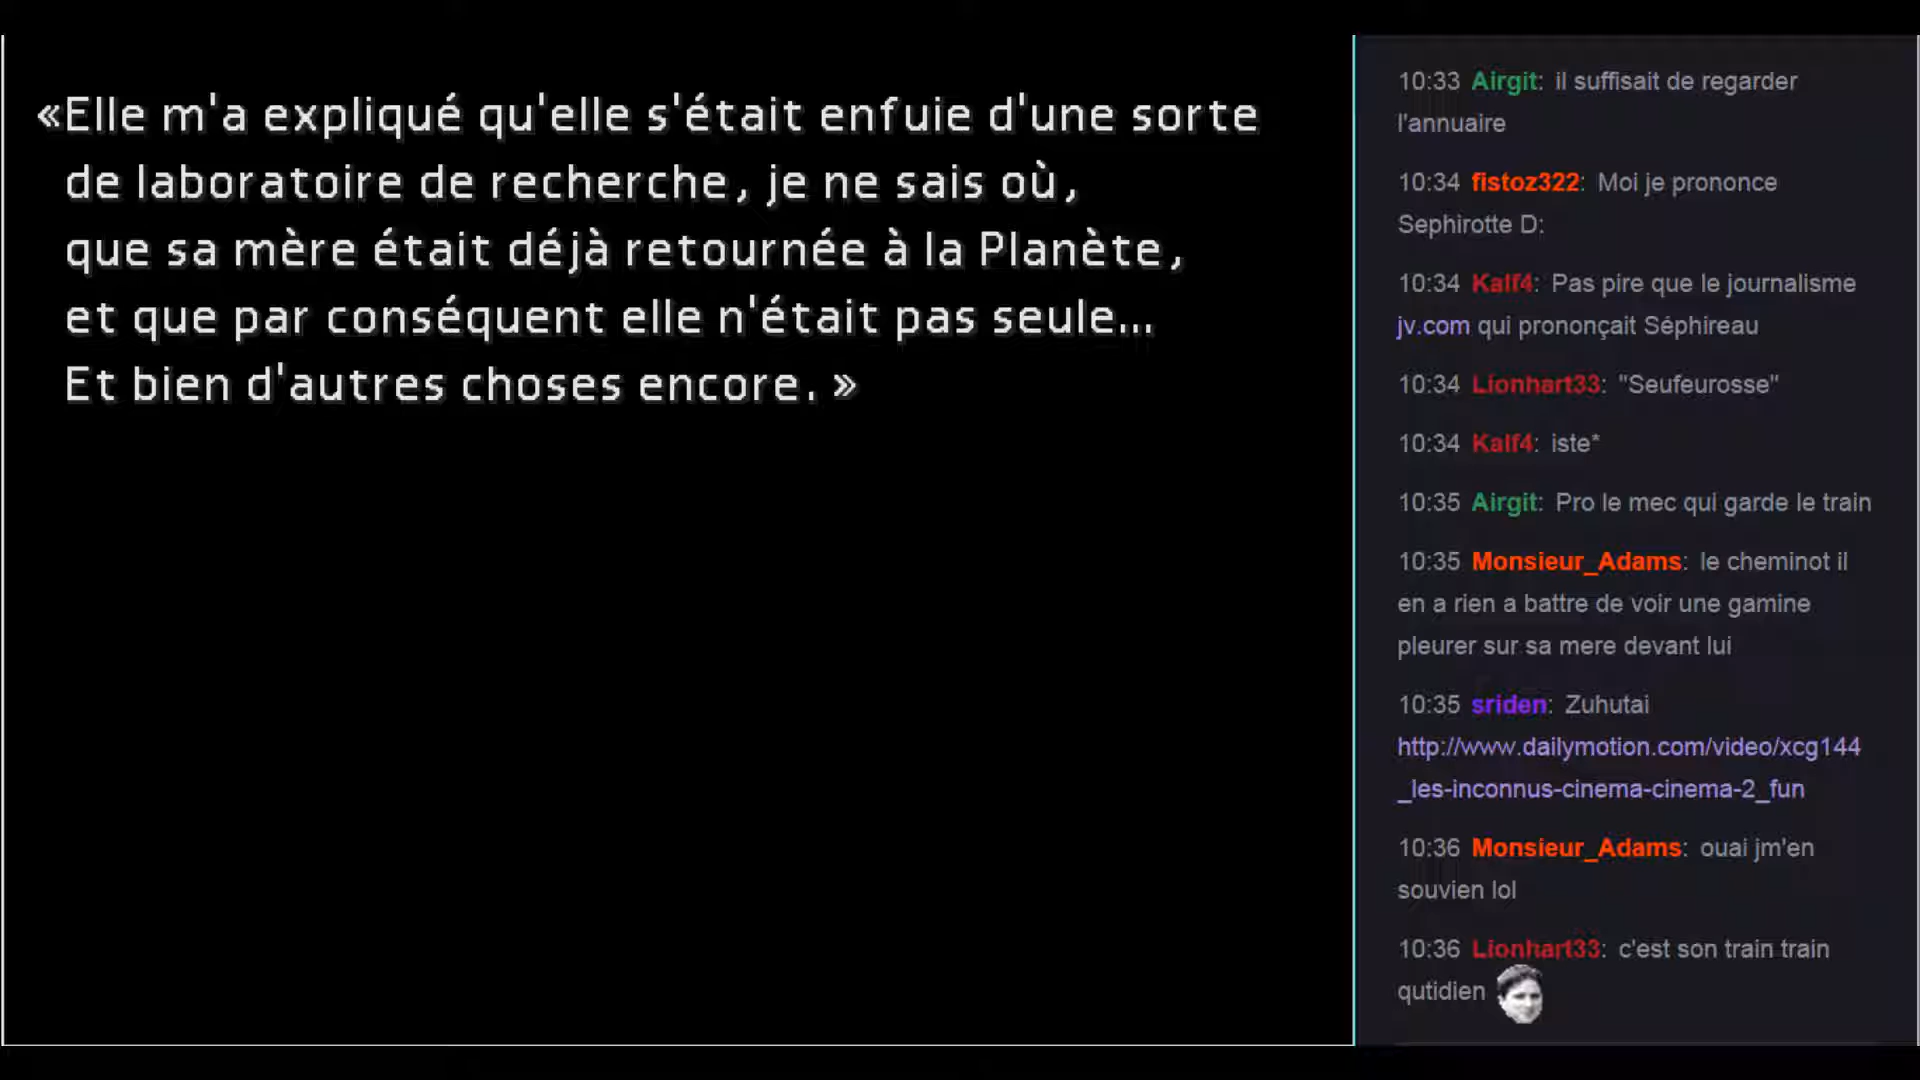 «Elle m'a expliqué qu'elle s'était enfuie d'une sorte
de laboratoire de recherche, je ne sais où,
que sa mère était déjà retournée à la Planète,
et que par conséquent elle n'était pas seule...
Et bien d'autres choses encore. »
10:33 Airgit: il suffisait de regarder
l'annuaire
10:34 fistoz322: Moi je prononce
Sephirotte D:
10:34 Kalf4: Pas pire que le journalisme
jv.com qui prononçait Séphireau
10:34 Lionhart33: "Seufeurosse"
10:34 Kalf4: iste*
10:35 Airgit: Pro le mec qui garde le train
10:35 Monsieur_Adams: le cheminot il
en a rien a battre de voir une gamine
pleurer sur sa mere devant lui
10:35 sriden: Zuhutai
http://www.dailymotion.com/video/xcg144
_les-inconnus-cinema-cinema-2_fun
10:36 Monsieur_Adams: ouai jm'en
souvien lol
10:36 Lionhart33: c'est son train train
qutidien